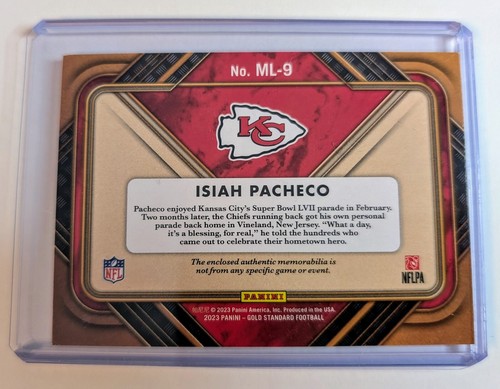 No. ML-9
KC
ISIAH PACHECO
Pacheco enjoyed Kansas City's Super Bowl LVII parade in February.
Two months later, the Chiefs running back got his own personal
parade back home in Vineland, New Jersey. "What a day,
it's a blessing, for real," he told the hundreds who
came out to celebrate their hometown hero.
The enclosed authentic memorabilia is
not from any specific game or event.
NFL
NFLPA
PANINI
© 2023 Panini America, Inc. Produced in the USA.
2023 PANINI – GOLD STANDARD FOOTBALL